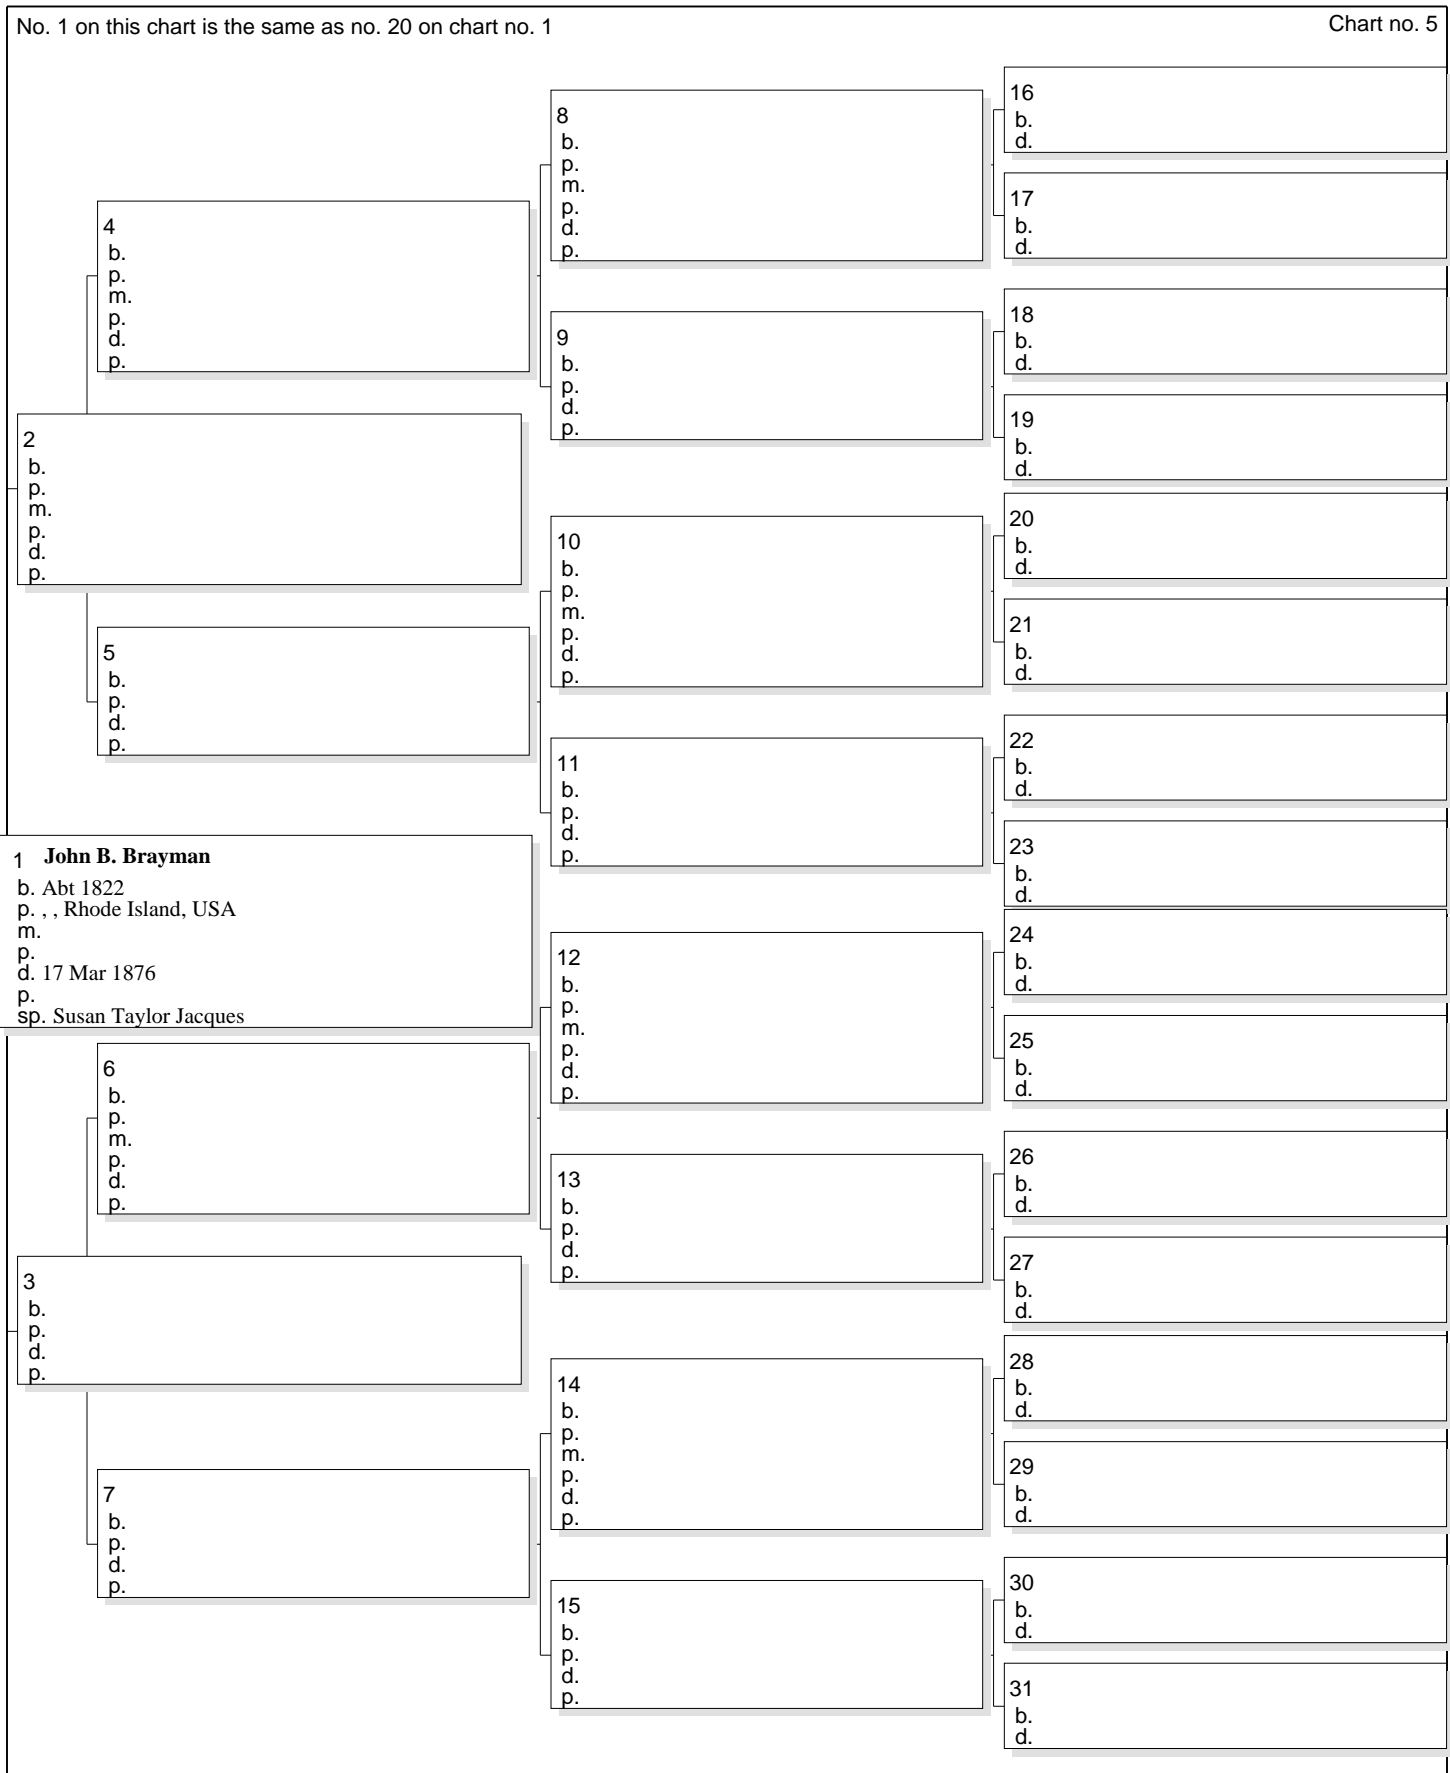 No. 1 on this chart is the same as no. 20 on chart no. 1
Chart no. 5
1 John B. Brayman
b. Abt 1822
p. , , Rhode Island, USA
m.
p.
d. 17 Mar 1876
p.
sp. Susan Taylor Jacques
2
b.
p.
m.
p.
d.
p.
3
b.
p.
d.
p.
4
b.
p.
m.
p.
d.
p.
5
b.
p.
d.
p.
6
b.
p.
m.
p.
d.
p.
7
b.
p.
d.
p.
8
b.
p.
m.
p.
d.
p.
9
b.
p.
d.
p.
10
b.
p.
m.
p.
d.
p.
11
b.
p.
d.
p.
12
b.
p.
m.
p.
d.
p.
13
b.
p.
d.
p.
14
b.
p.
m.
p.
d.
p.
15
b.
p.
d.
p.
16
b.
d.
17
b.
d.
18
b.
d.
19
b.
d.
20
b.
d.
21
b.
d.
22
b.
d.
23
b.
d.
24
b.
d.
25
b.
d.
26
b.
d.
27
b.
d.
28
b.
d.
29
b.
d.
30
b.
d.
31
b.
d.